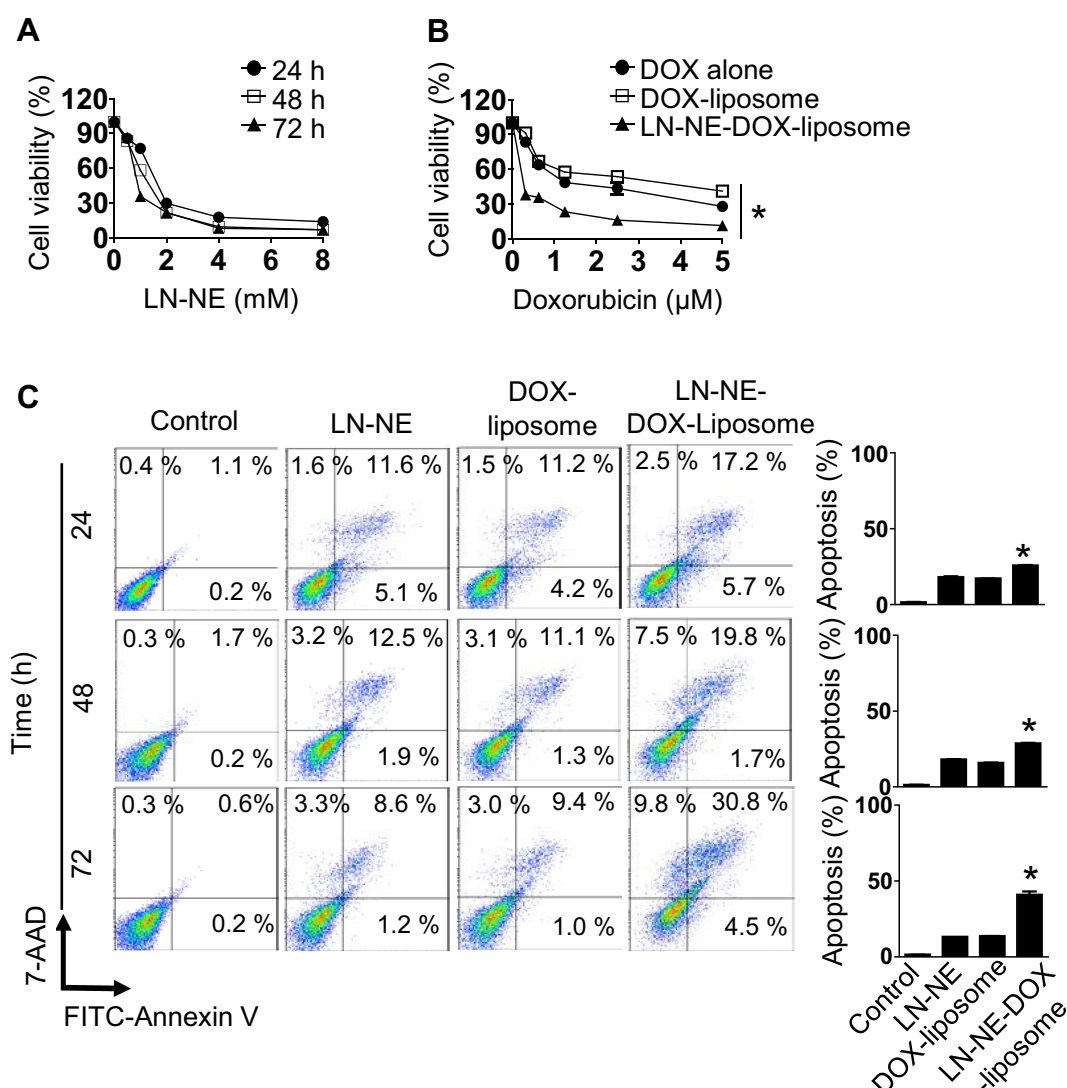 A
Cell viability (%)
120
90
60
30
0
0 2 4 6 8
LN-NE (mM)
24 h
48 h
72 h
B
Cell viability (%)
120
90
60
30
0
0 1 2 3 4 5
Doxorubicin (µM)
DOX alone
DOX-liposome
LN-NE-DOX-liposome
*
C
Control
LN-NE
DOX-
liposome
LN-NE-
DOX-Liposome
Time (h)
24
0.4 % 1.1 %
0.2 %
1.6 % 11.6 %
5.1 %
1.5 % 11.2 %
4.2 %
2.5 % 17.2 %
5.7 %
Apoptosis (%)
100
50
0
*
48
0.3 % 1.7 %
0.2 %
3.2 % 12.5 %
1.9 %
3.1 % 11.1 %
1.3 %
7.5 % 19.8 %
1.7%
Apoptosis (%)
100
50
0
*
72
0.3 % 0.6%
0.2 %
3.3% 8.6 %
1.2 %
3.0 % 9.4 %
1.0 %
9.8 % 30.8 %
4.5 %
Apoptosis (%)
100
50
0
*
Control
LN-NE
DOX-liposome
LN-NE-DOX
-liposome
7-AAD
FITC-Annexin V